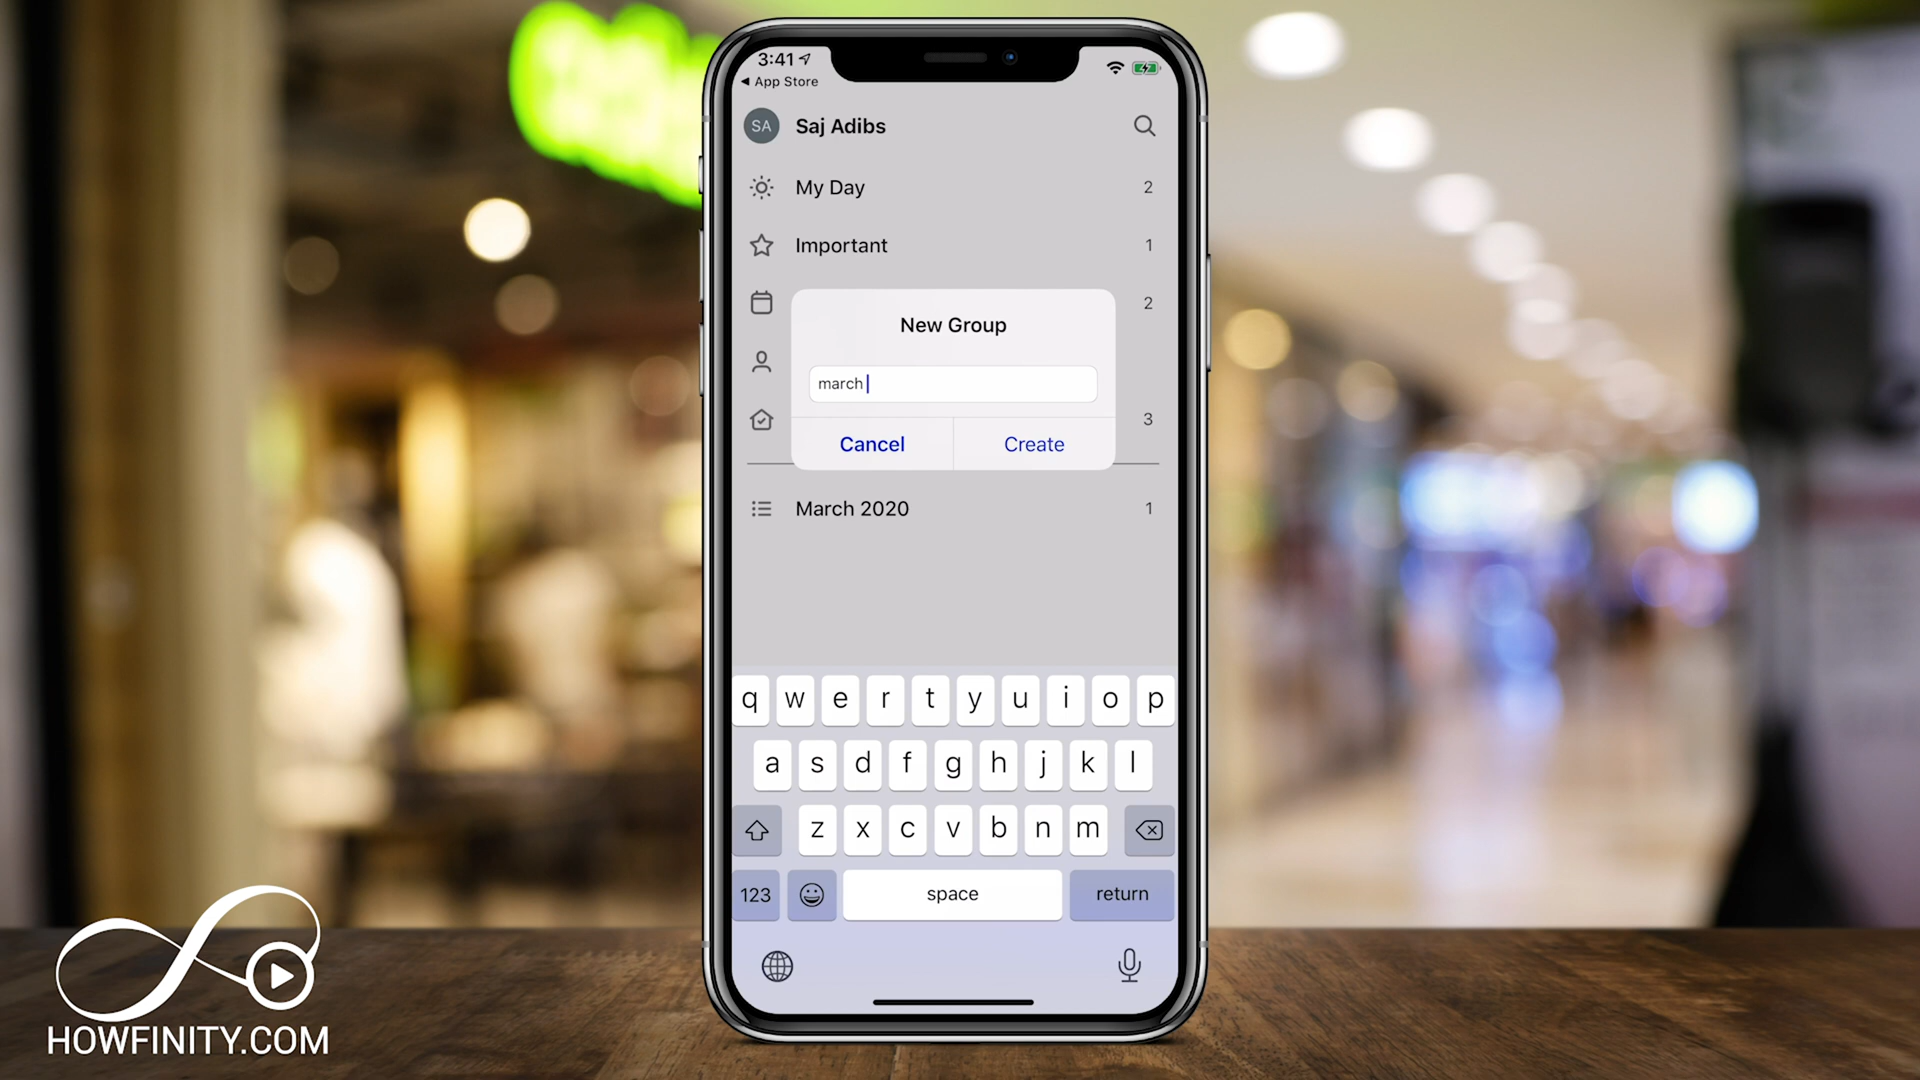 3:41
App Store
SA
Saj Adibs
My Day
2
Important
1
2
New Group
march
3
Cancel
Create
March 2020
1
q w e r t y u i o p
a s d f g h j k l
z x c v b n m
123
space
return
HOWFINITY.COM